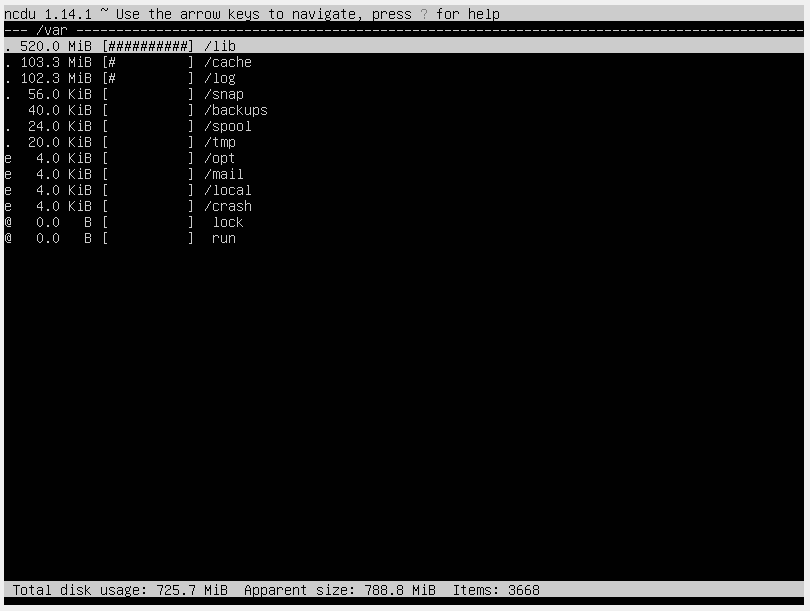 ncdu 1.14.1 ~ Use the arrow keys to navigate, press ? for help
--- /var ----------------------------------------------------------------------------------------
. 520.0 MiB [##########] /lib
. 103.3 MiB [#         ] /cache
. 102.3 MiB [#         ] /log
.  56.0 KiB [          ] /snap
   40.0 KiB [          ] /backups
.  24.0 KiB [          ] /spool
.  20.0 KiB [          ] /tmp
e   4.0 KiB [          ] /opt
e   4.0 KiB [          ] /mail
e   4.0 KiB [          ] /local
e   4.0 KiB [          ] /crash
@   0.0   B [          ]  lock
@   0.0   B [          ]  run
Total disk usage: 725.7 MiB  Apparent size: 788.8 MiB  Items: 3668